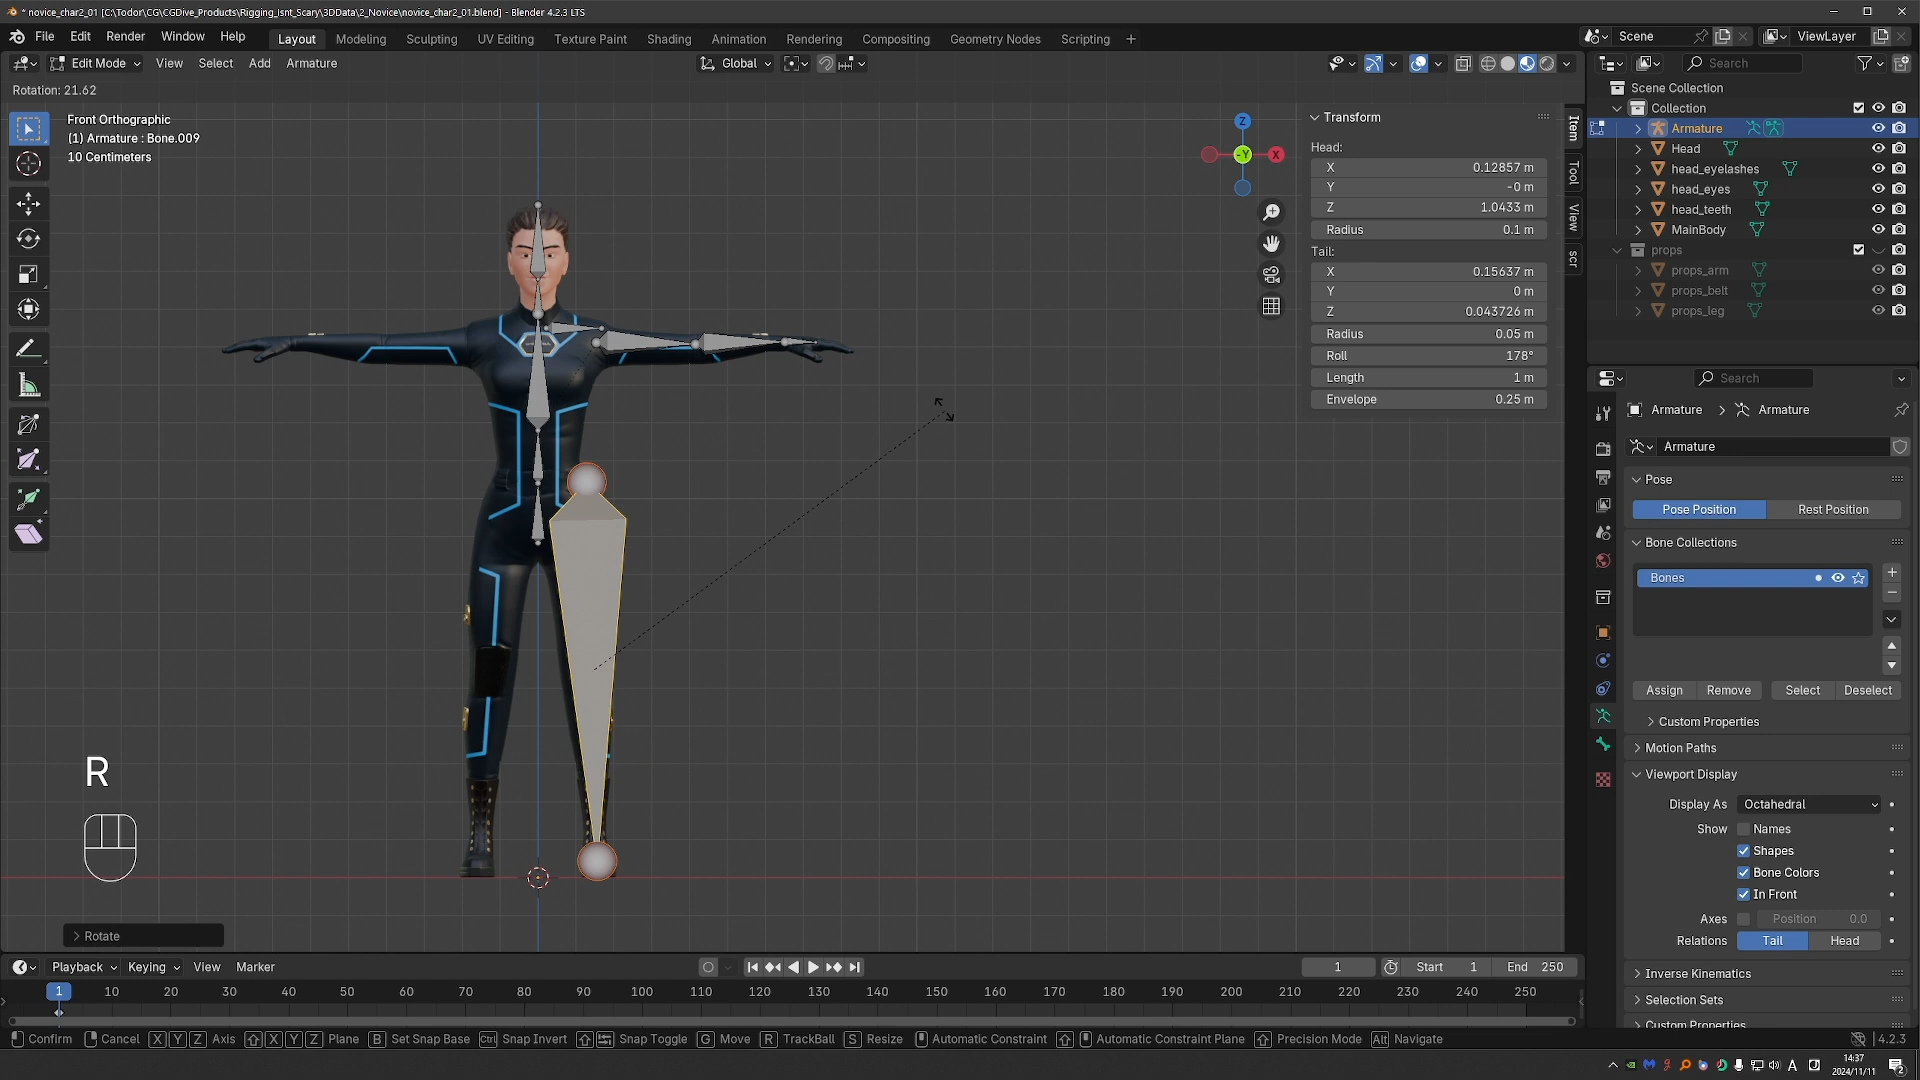 * novice_char2_01 [C:\Todor\CG\CGDive_Products\Rigging_Isnt_Scary\3DData\2_Novice\novice_char2_01.blend] - Blender 4.2.3 LTS
File Edit Render Window Help Layout Modeling Sculpting UV Editing Texture Paint Shading Animation Rendering Compositing Geometry Nodes Scripting + Scene ViewLayer
Edit Mode View Select Add Armature Global Search
Rotation: 21.62
Scene Collection
Front Orthographic
(1) Armature : Bone.009
10 Centimeters
Z
-Y
X
Transform
Head:
X 0.12857 m
Y -0 m
Z 1.0433 m
Radius 0.1 m
Tail:
X 0.15637 m
Y 0 m
Z 0.043726 m
Radius 0.05 m
Roll 178°
Length 1 m
Envelope 0.25 m
Item
Tool
View
scr
Collection
Armature
Head
head_eyelashes
head_eyes
head_teeth
MainBody
props
props_arm
props_belt
props_leg
Search
Armature > Armature
Armature
Pose
Pose Position Rest Position
Bone Collections
Bones
Assign Remove Select Deselect
Custom Properties
Motion Paths
Viewport Display
Display As Octahedral
Show Names
Shapes
Bone Colors
In Front
Axes Position 0.0
Relations Tail Head
Inverse Kinematics
Selection Sets
Custom Properties
R
> Rotate
Playback Keying View Marker 1 Start 1 End 250
1 10 20 30 40 50 60 70 80 90 100 110 120 130 140 150 160 170 180 190 200 210 220 230 240 250
Confirm Cancel X Y Z Axis X Y Z Plane B Set Snap Base Ctrl Snap Invert Snap Toggle G Move R TrackBall S Resize Automatic Constraint Automatic Constraint Plane Precision Mode Alt Navigate 4.2.3
A 14:37
2024/11/11 2